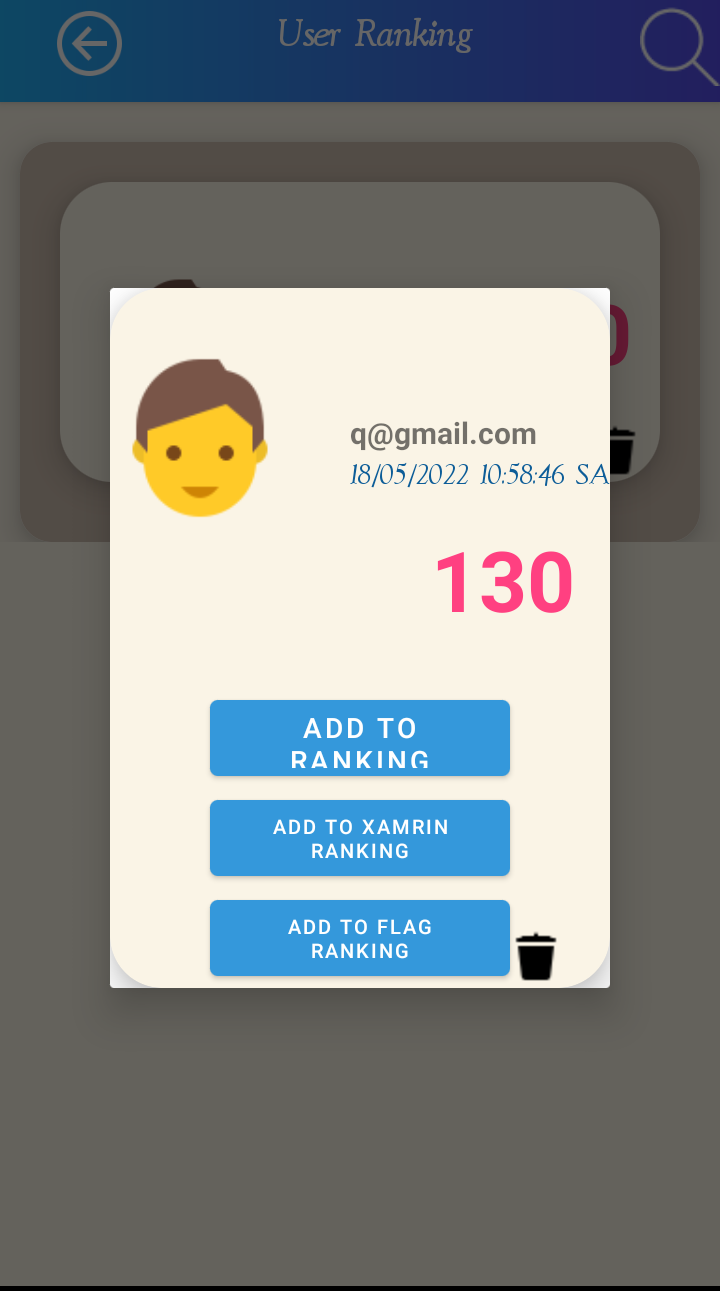 User Ranking
0
q@gmail.com
18/05/2022 10:58:46 SA
130
ADD TO
RANKING
ADD TO XAMRIN
RANKING
ADD TO FLAG
RANKING